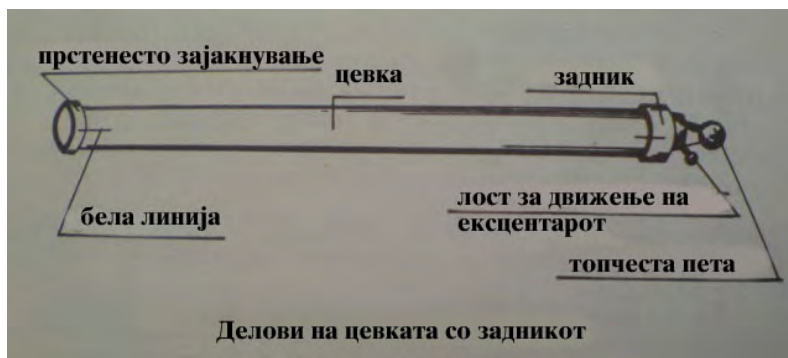 прстенесто зајакнување
цевка
задник
бела линија
лост за движење на
ексцентарот
топчеста пета
Делови на цевката со задникот